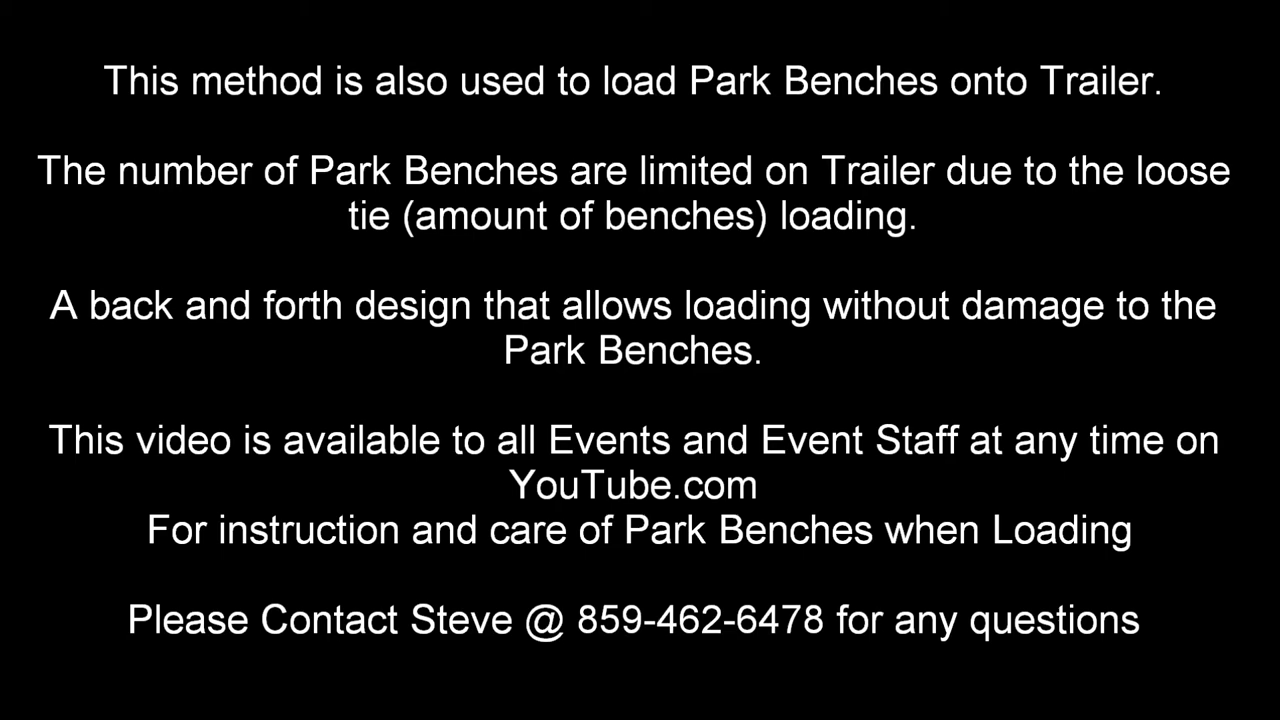 This method is also used to load Park Benches onto Trailer.
The number of Park Benches are limited on Trailer due to the loose
tie (amount of benches) loading.
A back and forth design that allows loading without damage to the
Park Benches.
This video is available to all Events and Event Staff at any time on
YouTube.com
For instruction and care of Park Benches when Loading
Please Contact Steve @ 859-462-6478 for any questions